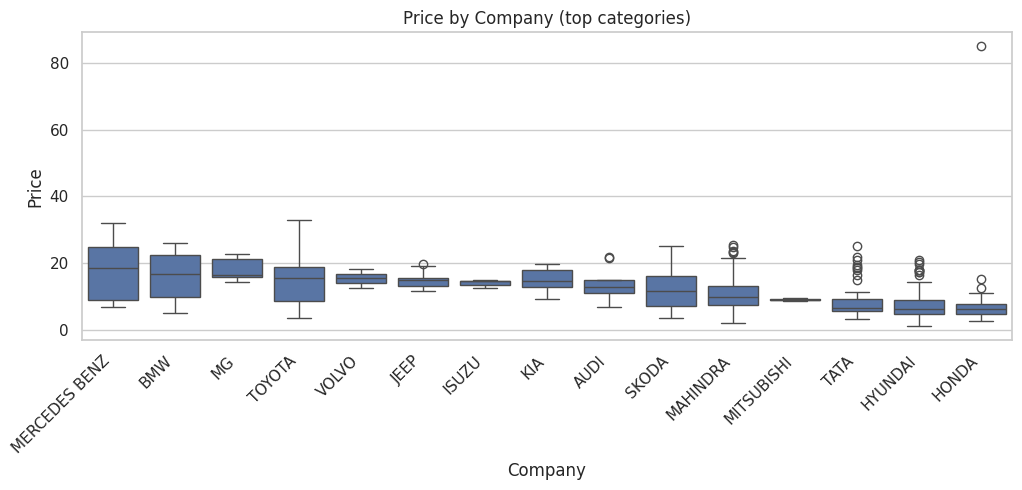 Price by Company (top categories)
Price
80
60
40
20
0
MERCEDES BENZ
BMW
MG
TOYOTA
VOLVO
JEEP
ISUZU
KIA
AUDI
SKODA
MAHINDRA
MITSUBISHI
TATA
HYUNDAI
HONDA
Company